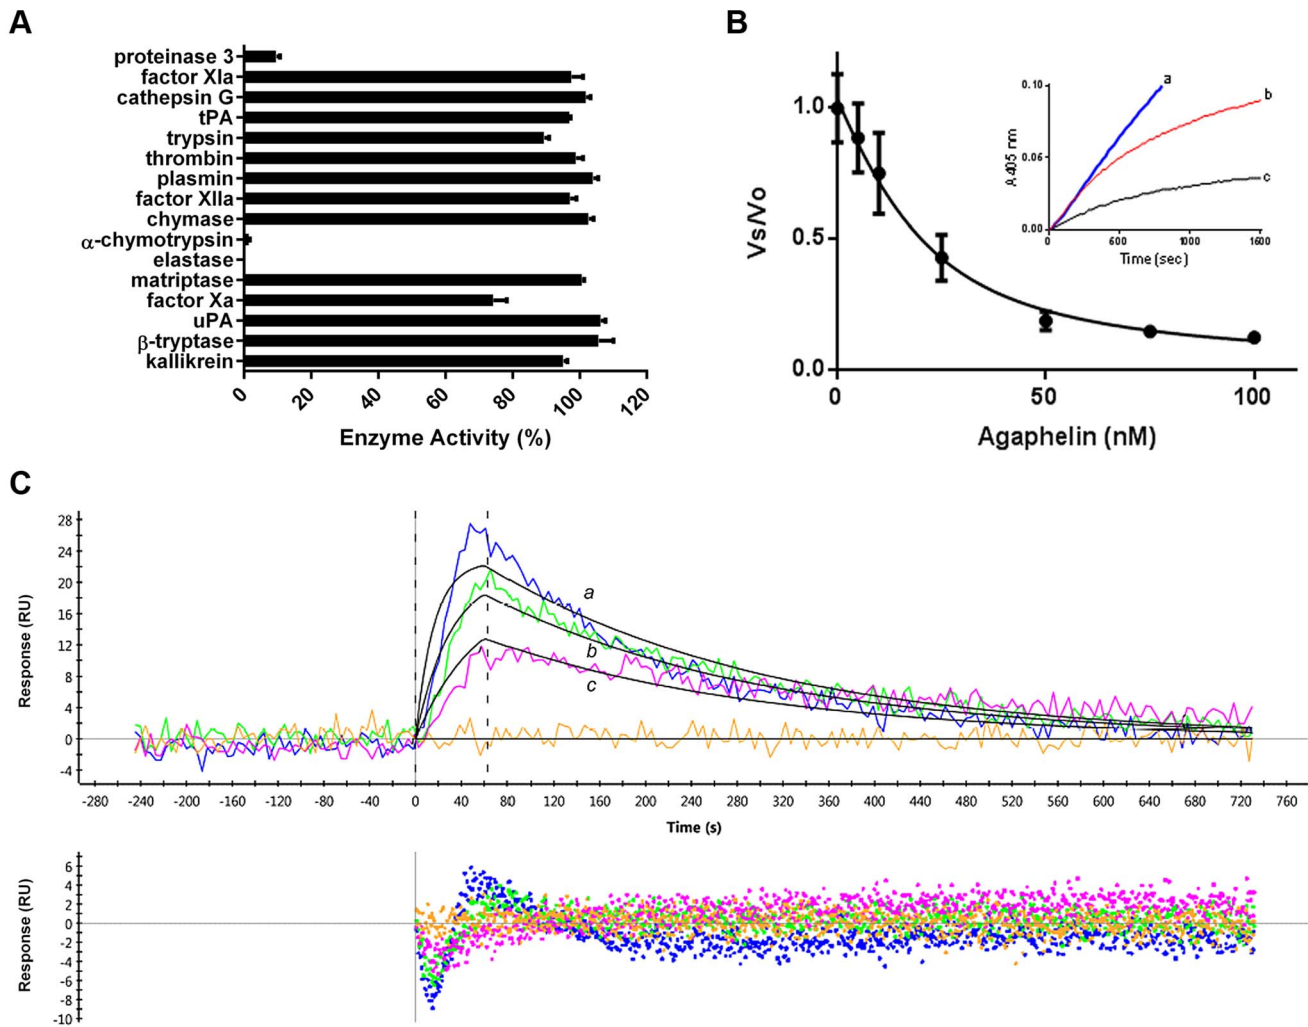 A
proteinase 3
factor XIa
cathepsin G
tPA
trypsin
thrombin
plasmin
factor XIIa
chymase
α-chymotrypsin
elastase
matriptase
factor Xa
uPA
β-tryptase
kallikrein
0 20 40 60 80 100 120
Enzyme Activity (%)
B
Vs/Vo
1.0
0.5
0.0
0 50 100
Agaphelin (nM)
A 405 nm
0.10
0.06
0.00
0 600 1000 1600
Time (sec)
a
b
c
C
Response (RU)
28
24
20
16
12
8
4
0
-4
a
b
c
-280 -240 -200 -160 -120 -80 -40 0 40 80 120 160 200 240 280 320 360 400 440 480 520 560 600 640 680 720 760
Time (s)
Response (RU)
6
4
2
0
-2
-4
-6
-8
-10